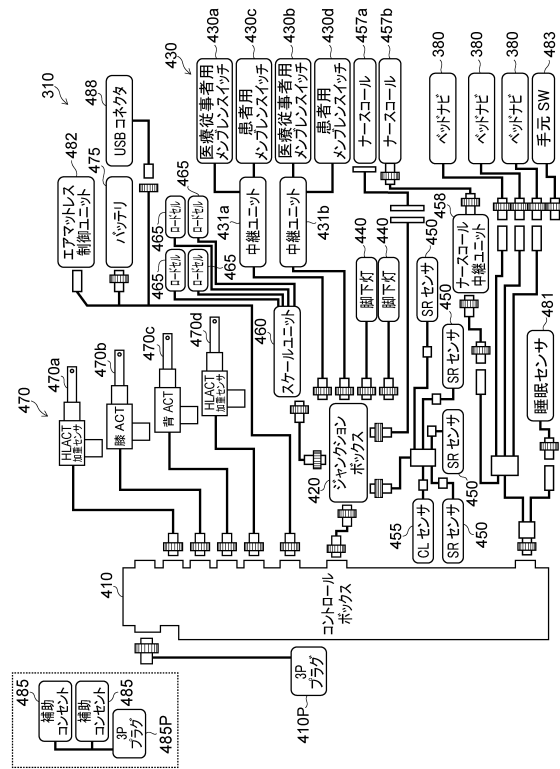 310
488
USB コネクタ
482
エアマットレス
制御ユニット
475
バッテリ
430
430a
医療従事者用
メンブレンスイッチ
430c
患者用
メンブレンスイッチ
430b
医療従事者用
メンブレンスイッチ
430d
患者用
メンブレンスイッチ
457a
ナースコール
457b
ナースコール
380
ベッドナビ
380
ベッドナビ
380
ベッドナビ
483
手元 SW
465
ロードセル
465
ロードセル
465
ロードセル
465
ロードセル
431a
中継ユニット
431b
中継ユニット
440
脚下灯
440
脚下灯
450
SR センサ
458
ナースコール
中継ユニット
450
SR センサ
481
睡眠センサ
470
470a
HLACT
加重センサ
470b
膝 ACT
470c
背 ACT
470d
HLACT
加重センサ
460
スケールユニット
420
ジャンクション
ボックス
455
CL センサ
SR センサ
450
SR センサ
450
410
コントロール
ボックス
3P
プラグ
410P
485
補助
コンセント
485
補助
コンセント
3P
プラグ
485P